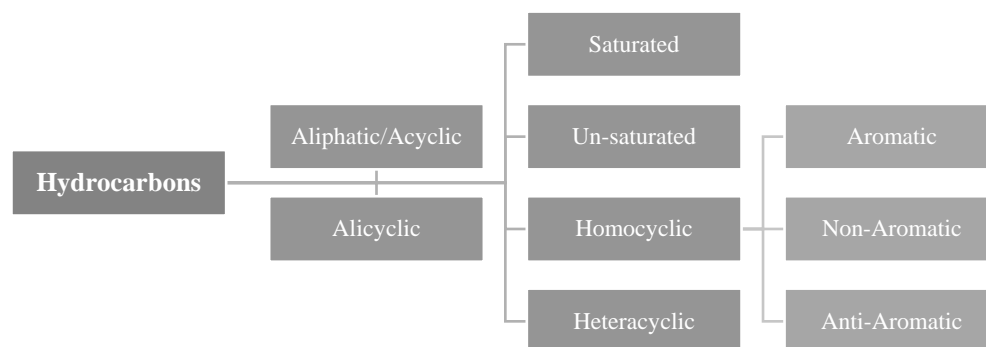 Hydrocarbons
Aliphatic/Acyclic
Alicyclic
Saturated
Un-saturated
Homocyclic
Heteracyclic
Aromatic
Non-Aromatic
Anti-Aromatic